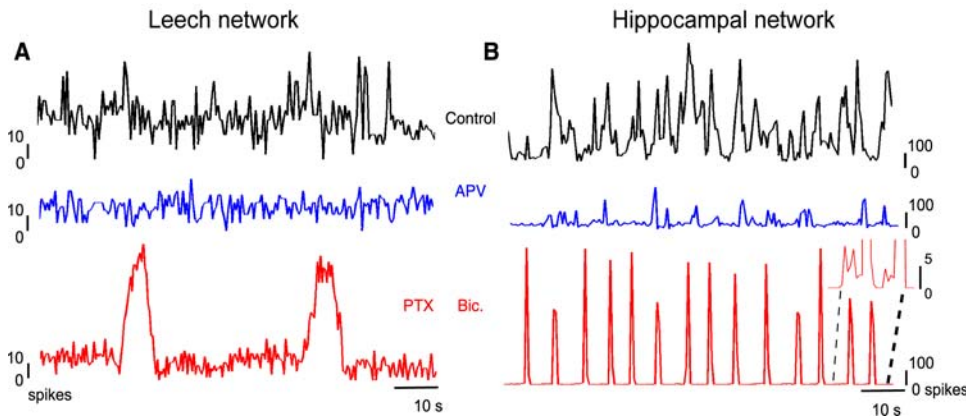 Leech network
Hippocampal network
A
B
Control
10
0
100
0
APV
10
0
100
0
PTX
Bic.
5
0
10
0
spikes
10 s
100
0 spikes
10 s